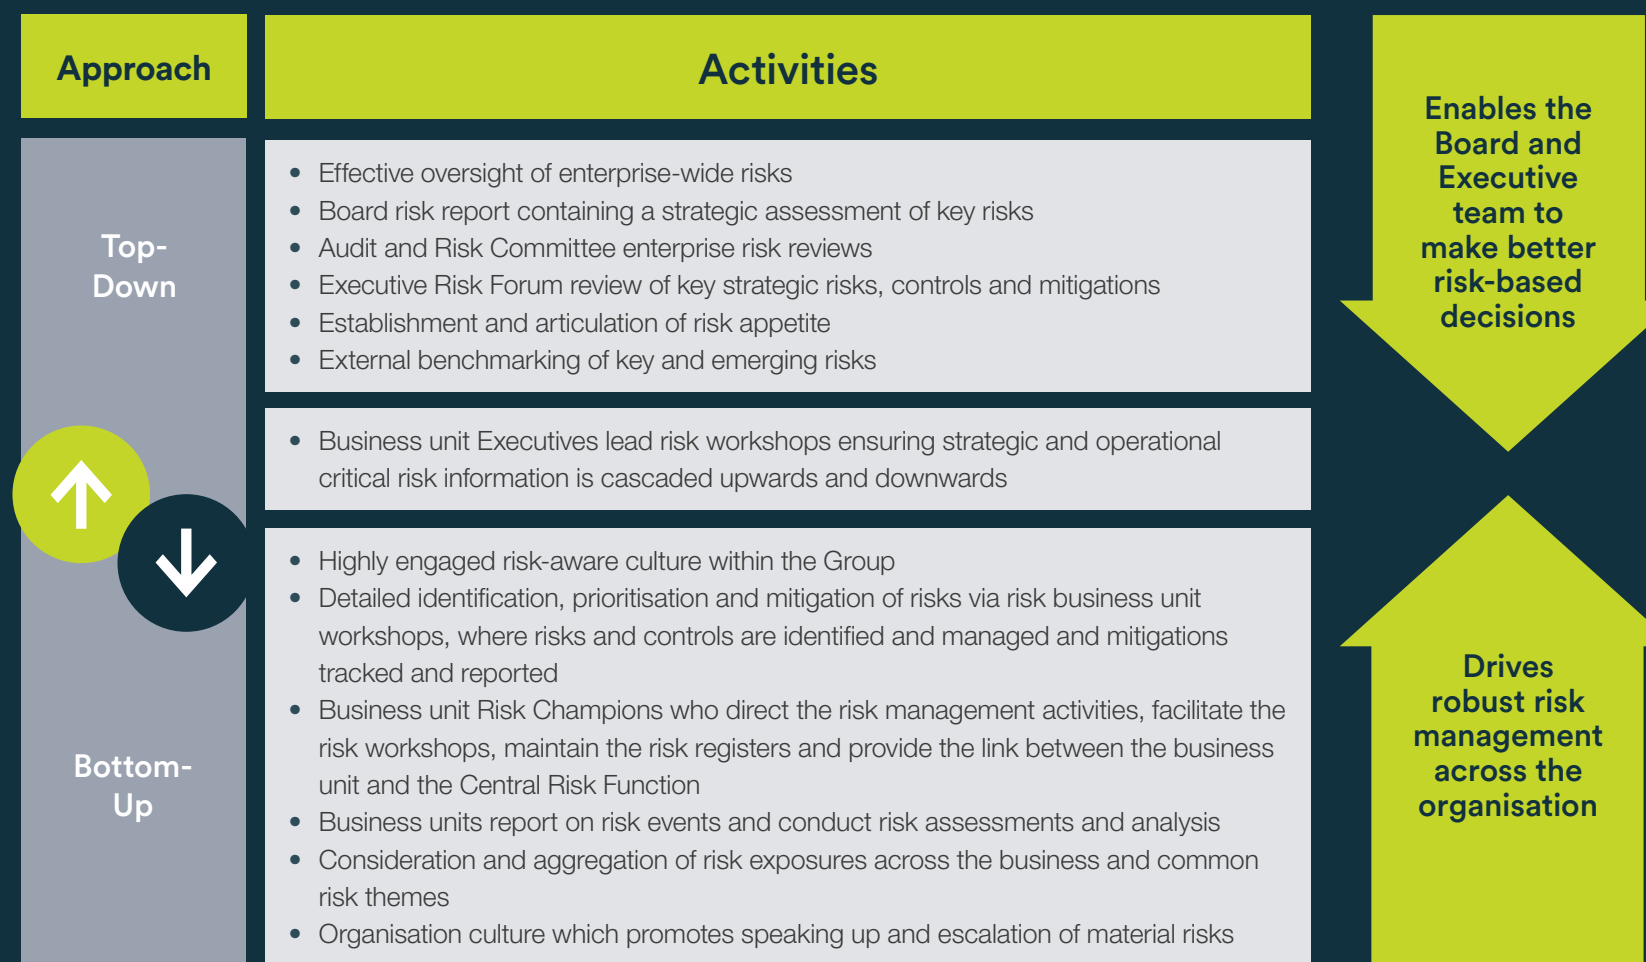 Approach
Activities
Top-
Down
• Effective oversight of enterprise-wide risks
• Board risk report containing a strategic assessment of key risks
• Audit and Risk Committee enterprise risk reviews
• Executive Risk Forum review of key strategic risks, controls and mitigations
• Establishment and articulation of risk appetite
• External benchmarking of key and emerging risks
• Business unit Executives lead risk workshops ensuring strategic and operational
critical risk information is cascaded upwards and downwards
Bottom-
Up
• Highly engaged risk-aware culture within the Group
• Detailed identification, prioritisation and mitigation of risks via risk business unit
workshops, where risks and controls are identified and managed and mitigations
tracked and reported
• Business unit Risk Champions who direct the risk management activities, facilitate the
risk workshops, maintain the risk registers and provide the link between the business
unit and the Central Risk Function
• Business units report on risk events and conduct risk assessments and analysis
• Consideration and aggregation of risk exposures across the business and common
risk themes
• Organisation culture which promotes speaking up and escalation of material risks
Enables the
Board and
Executive
team to
make better
risk-based
decisions
Drives
robust risk
management
across the
organisation